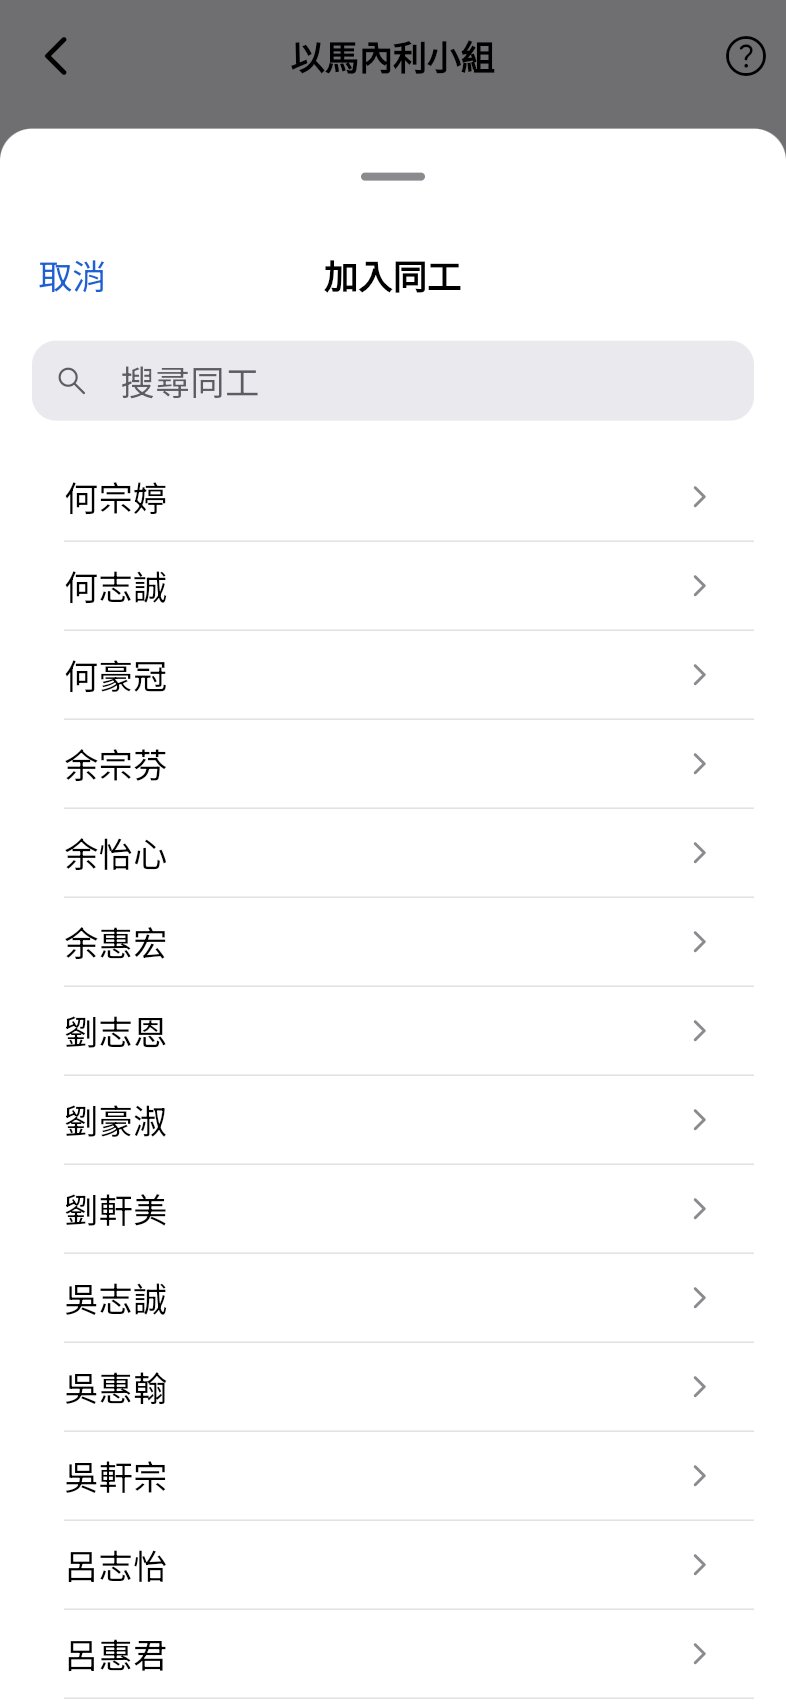 以馬內利小組
取消
加入同工
搜尋同工
何宗婷
何志誠
何豪冠
余宗芬
余怡心
余惠宏
劉志恩
劉豪淑
劉軒美
吳志誠
吳惠翰
吳軒宗
呂志怡
呂惠君